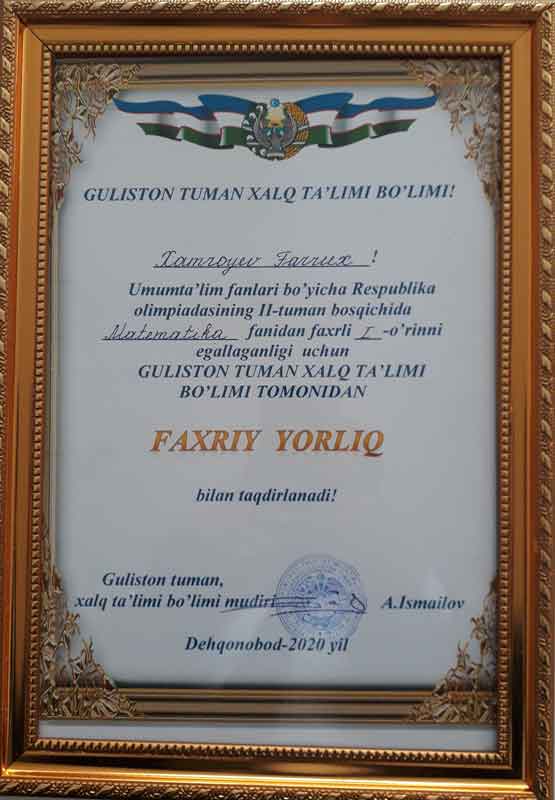 GULISTON TUMAN XALQ TA'LIMI BO'LIMI!
Xamroyev Farrux !
Umumta'lim fanlari bo'yicha Respublika
olimpiadasining II-tuman bosqichida
Matematika fanidan faxrli I -o'rinni
egallaganligi uchun
GULISTON TUMAN XALQ TA'LIMI
BO'LIMI TOMONIDAN
FAXRIY YORLIQ
bilan taqdirlanadi!
Guliston tuman,
xalq ta'limi bo'limi mudiri A.Ismailov
Dehqonobod-2020 yil